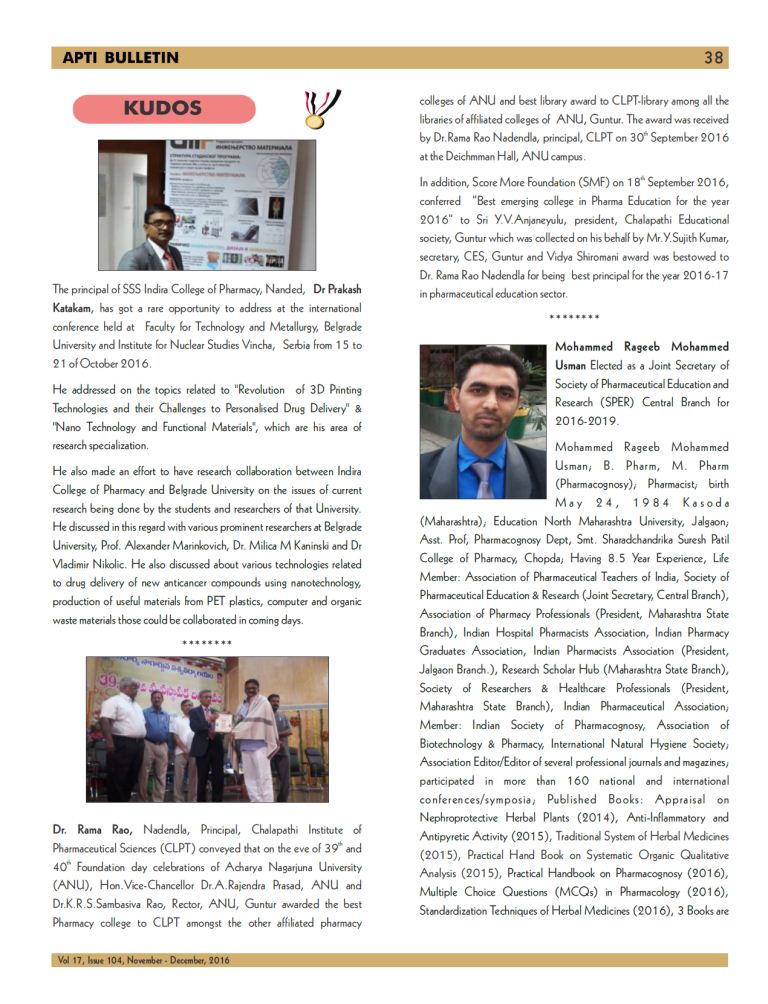 APTI BULLETIN
38
KUDOS
ИНЖЕЊЕРСТВО МАТЕРИЈАЛА
The principal of SSS Indira College of Pharmacy, Nanded, Dr Prakash
Katakam, has got a rare opportunity to address at the international
conference held at Faculty for Technology and Metallurgy, Belgrade
University and Institute for Nuclear Studies Vincha, Serbia from 15 to
21 of October 2016.
He addressed on the topics related to "Revolution of 3D Printing
Technologies and their Challenges to Personalised Drug Delivery" &
"Nano Technology and Functional Materials", which are his area of
research specialization.
He also made an effort to have research collaboration between Indira
College of Pharmacy and Belgrade University on the issues of current
research being done by the students and researchers of that University.
He discussed in this regard with various prominent researchers at Belgrade
University, Prof. Alexander Marinkovich, Dr. Milica M Kaninski and Dr
Vladimir Nikolic. He also discussed about various technologies related
to drug delivery of new anticancer compounds using nanotechnology,
production of useful materials from PET plastics, computer and organic
waste materials those could be collaborated in coming days.
********
39
Dr. Rama Rao, Nadendla, Principal, Chalapathi Institute of
Pharmaceutical Sciences (CLPT) conveyed that on the eve of 39th and
40th Foundation day celebrations of Acharya Nagarjuna University
(ANU), Hon.Vice-Chancellor Dr.A.Rajendra Prasad, ANU and
Dr.K.R.S.Sambasiva Rao, Rector, ANU, Guntur awarded the best
Pharmacy college to CLPT amongst the other affiliated pharmacy
colleges of ANU and best library award to CLPT-library among all the
libraries of affiliated colleges of ANU, Guntur. The award was received
by Dr.Rama Rao Nadendla, principal, CLPT on 30th September 2016
at the Deichmman Hall, ANU campus.
In addition, Score More Foundation (SMF) on 18th September 2016,
conferred "Best emerging college in Pharma Education for the year
2016" to Sri Y.V.Anjaneyulu, president, Chalapathi Educational
society, Guntur which was collected on his behalf by Mr.Y.Sujith Kumar,
secretary, CES, Guntur and Vidya Shiromani award was bestowed to
Dr. Rama Rao Nadendla for being best principal for the year 2016-17
in pharmaceutical education sector.
********
Mohammed Rageeb Mohammed
Usman Elected as a Joint Secretary of
Society of Pharmaceutical Education and
Research (SPER) Central Branch for
2016-2019.
Mohammed Rageeb Mohammed
Usman; B. Pharm, M. Pharm
(Pharmacognosy); Pharmacist; birth
May 24, 1984 Kasoda
(Maharashtra); Education North Maharashtra University, Jalgaon;
Asst. Prof, Pharmacognosy Dept, Smt. Sharadchandrika Suresh Patil
College of Pharmacy, Chopda; Having 8.5 Year Experience, Life
Member: Association of Pharmaceutical Teachers of India, Society of
Pharmaceutical Education & Research (Joint Secretary, Central Branch),
Association of Pharmacy Professionals (President, Maharashtra State
Branch), Indian Hospital Pharmacists Association, Indian Pharmacy
Graduates Association, Indian Pharmacists Association (President,
Jalgaon Branch.), Research Scholar Hub (Maharashtra State Branch),
Society of Researchers & Healthcare Professionals (President,
Maharashtra State Branch), Indian Pharmaceutical Association;
Member: Indian Society of Pharmacognosy, Association of
Biotechnology & Pharmacy, International Natural Hygiene Society;
Association Editor/Editor of several professional journals and magazines;
participated in more than 160 national and international
conferences/symposia; Published Books: Appraisal on
Nephroprotective Herbal Plants (2014), Anti-Inflammatory and
Antipyretic Activity (2015), Traditional System of Herbal Medicines
(2015), Practical Hand Book on Systematic Organic Qualitative
Analysis (2015), Practical Handbook on Pharmacognosy (2016),
Multiple Choice Questions (MCQs) in Pharmacology (2016),
Standardization Techniques of Herbal Medicines (2016), 3 Books are
Vol 17, Issue 104, November - December, 2016